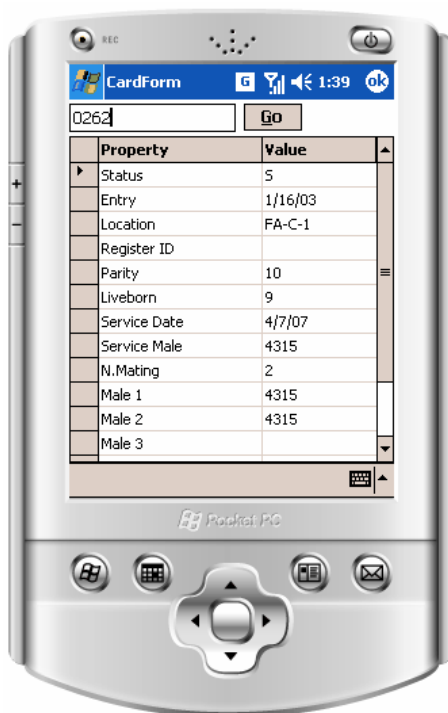 REC
CardForm G 1:39 ok
0262 Go
Property Value
Status S
Entry 1/16/03
Location FA-C-1
Register ID
Parity 10
Liveborn 9
Service Date 4/7/07
Service Male 4315
N.Mating 2
Male 1 4315
Male 2 4315
Male 3
Pocket PC
+
−